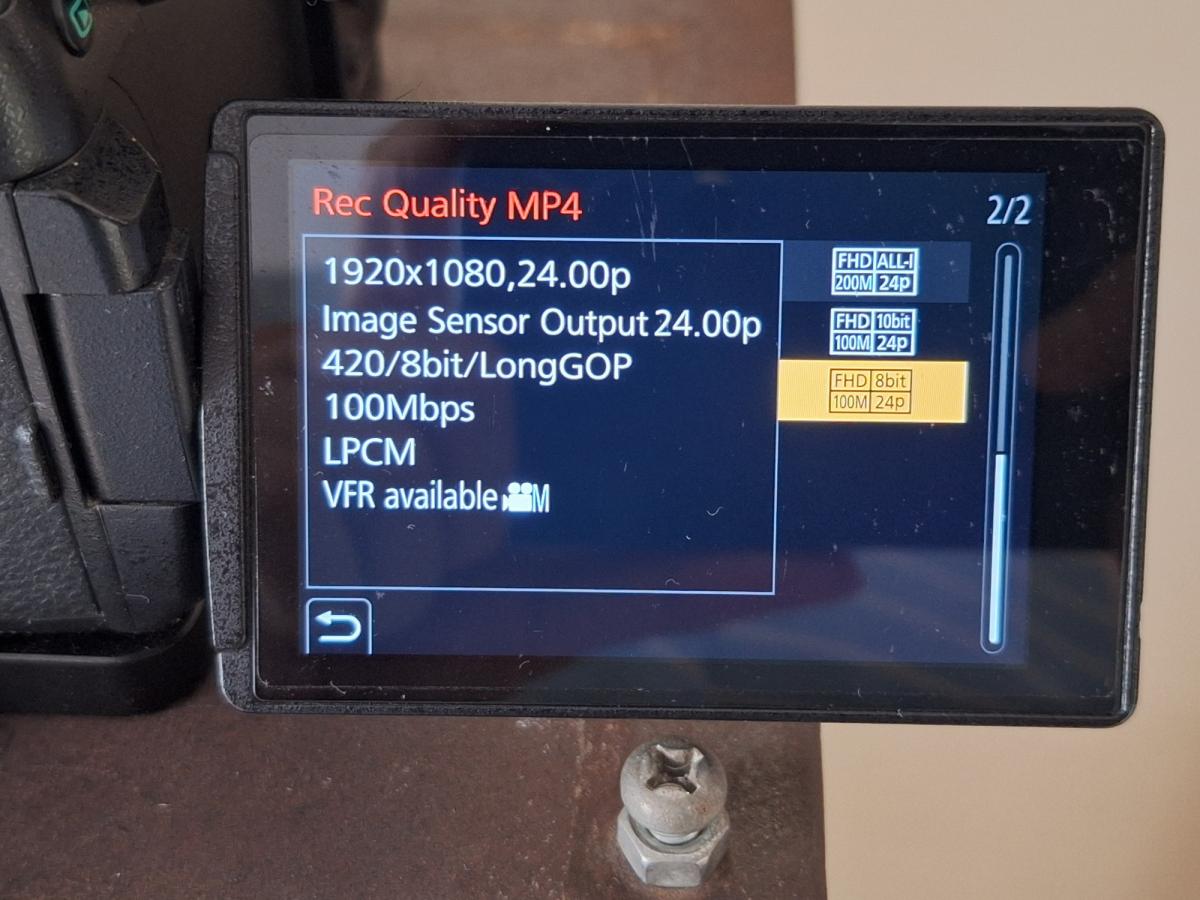 Rec Quality MP4
2/2
1920x1080,24.00p
Image Sensor Output 24.00p
420/8bit/LongGOP
100Mbps
LPCM
VFR available M
FHD ALL-I
200M 24p
FHD 10bit
100M 24p
FHD 8bit
100M 24p